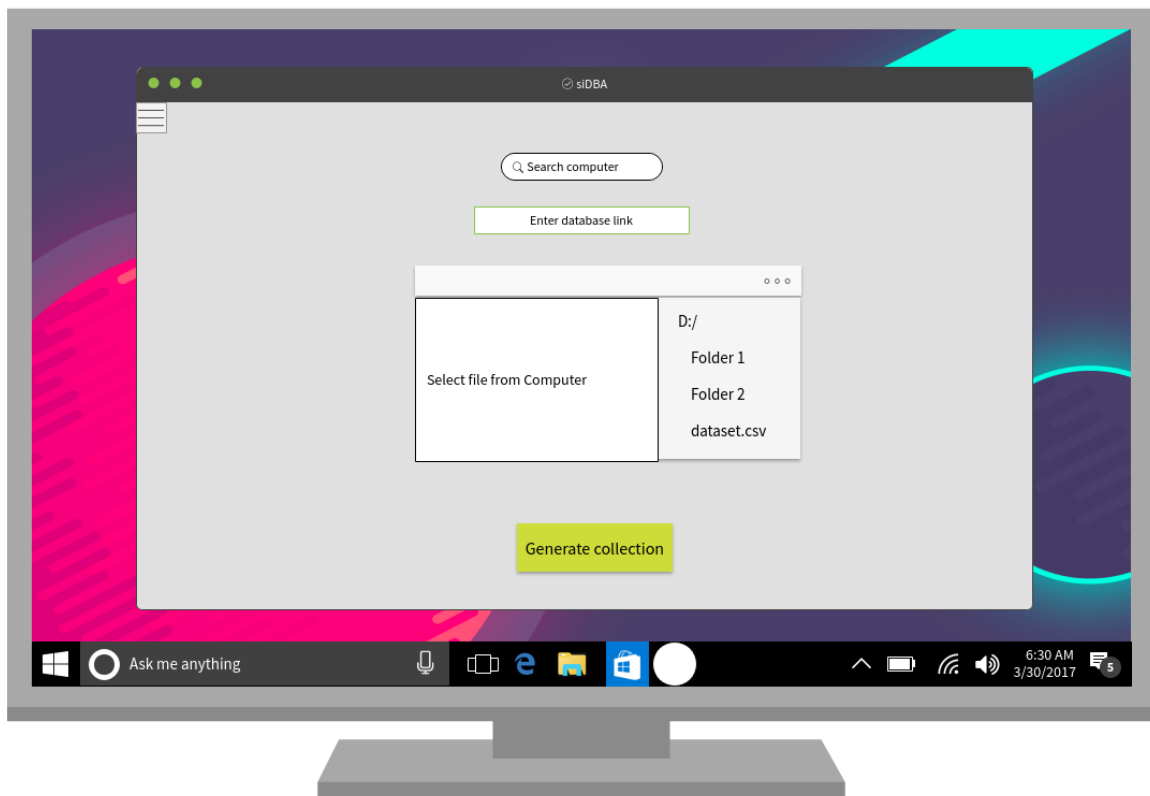 siDBA
Search computer
Enter database link
D:/
Folder 1
Select file from Computer
Folder 2
dataset.csv
Generate collection
Ask me anything
6:30 AM
3/30/2017
5